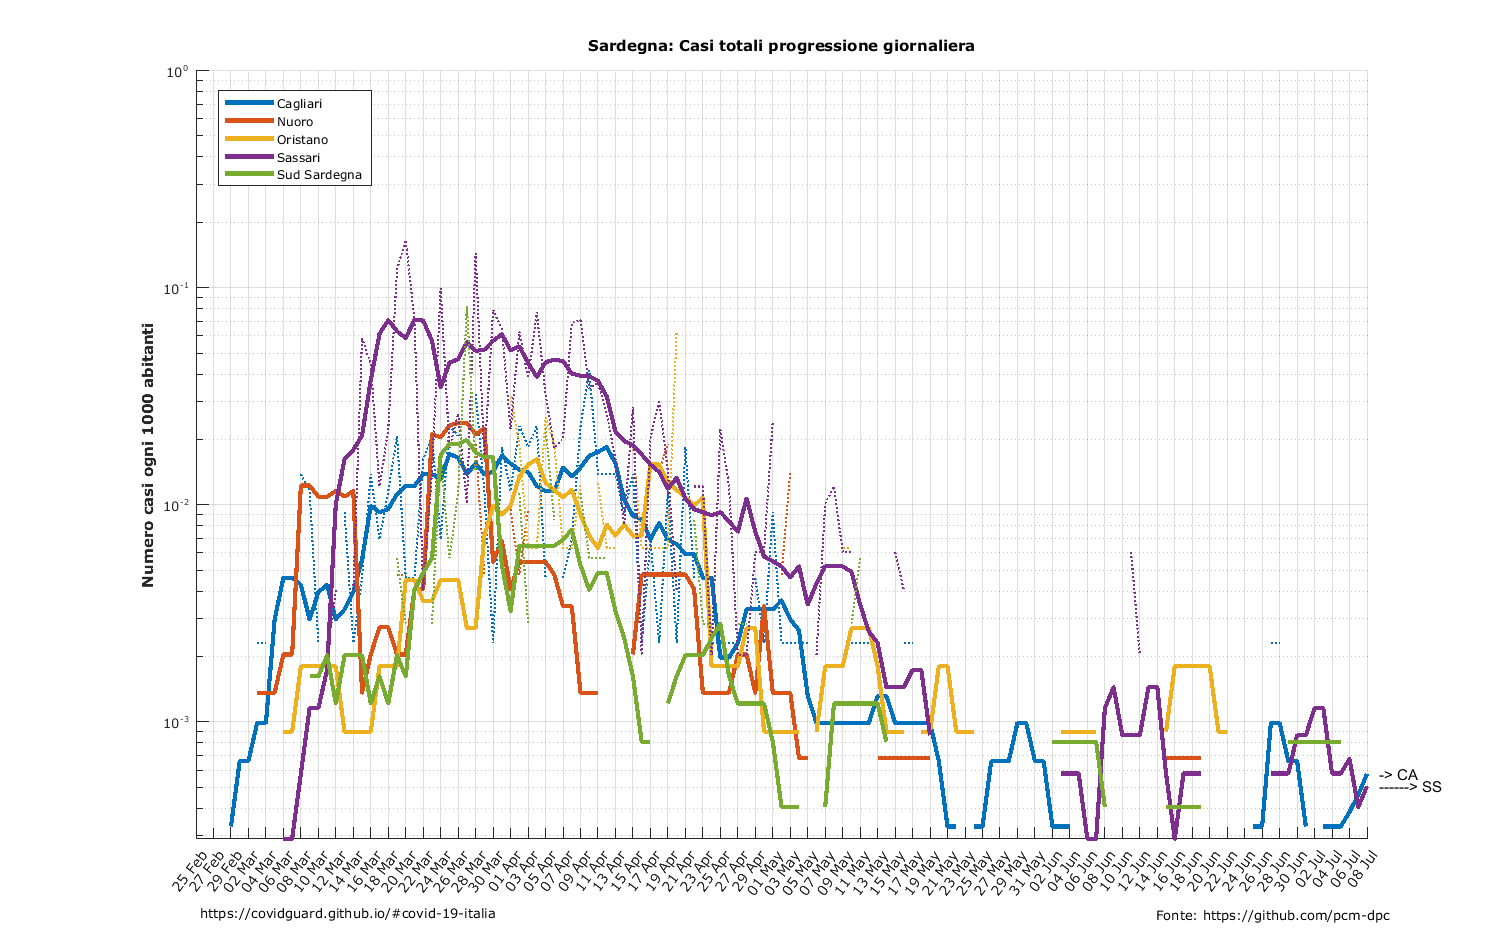 Sardegna: Casi totali progressione giornaliera
Numero casi ogni 1000 abitanti
10^0
10^-1
10^-2
10^-3
Cagliari
Nuoro
Oristano
Sassari
Sud Sardegna
-> CA
------> SS
25 Feb
27 Feb
29 Feb
02 Mar
04 Mar
06 Mar
08 Mar
10 Mar
12 Mar
14 Mar
16 Mar
18 Mar
20 Mar
22 Mar
24 Mar
26 Mar
28 Mar
30 Mar
01 Apr
03 Apr
05 Apr
07 Apr
09 Apr
11 Apr
13 Apr
15 Apr
17 Apr
19 Apr
21 Apr
23 Apr
25 Apr
27 Apr
29 Apr
01 May
03 May
05 May
07 May
09 May
11 May
13 May
15 May
17 May
19 May
21 May
23 May
25 May
27 May
29 May
31 May
02 Jun
04 Jun
06 Jun
08 Jun
10 Jun
12 Jun
14 Jun
16 Jun
18 Jun
20 Jun
22 Jun
24 Jun
26 Jun
28 Jun
30 Jun
02 Jul
04 Jul
06 Jul
08 Jul
https://covidguard.github.io/#covid-19-italia
Fonte: https://github.com/pcm-dpc